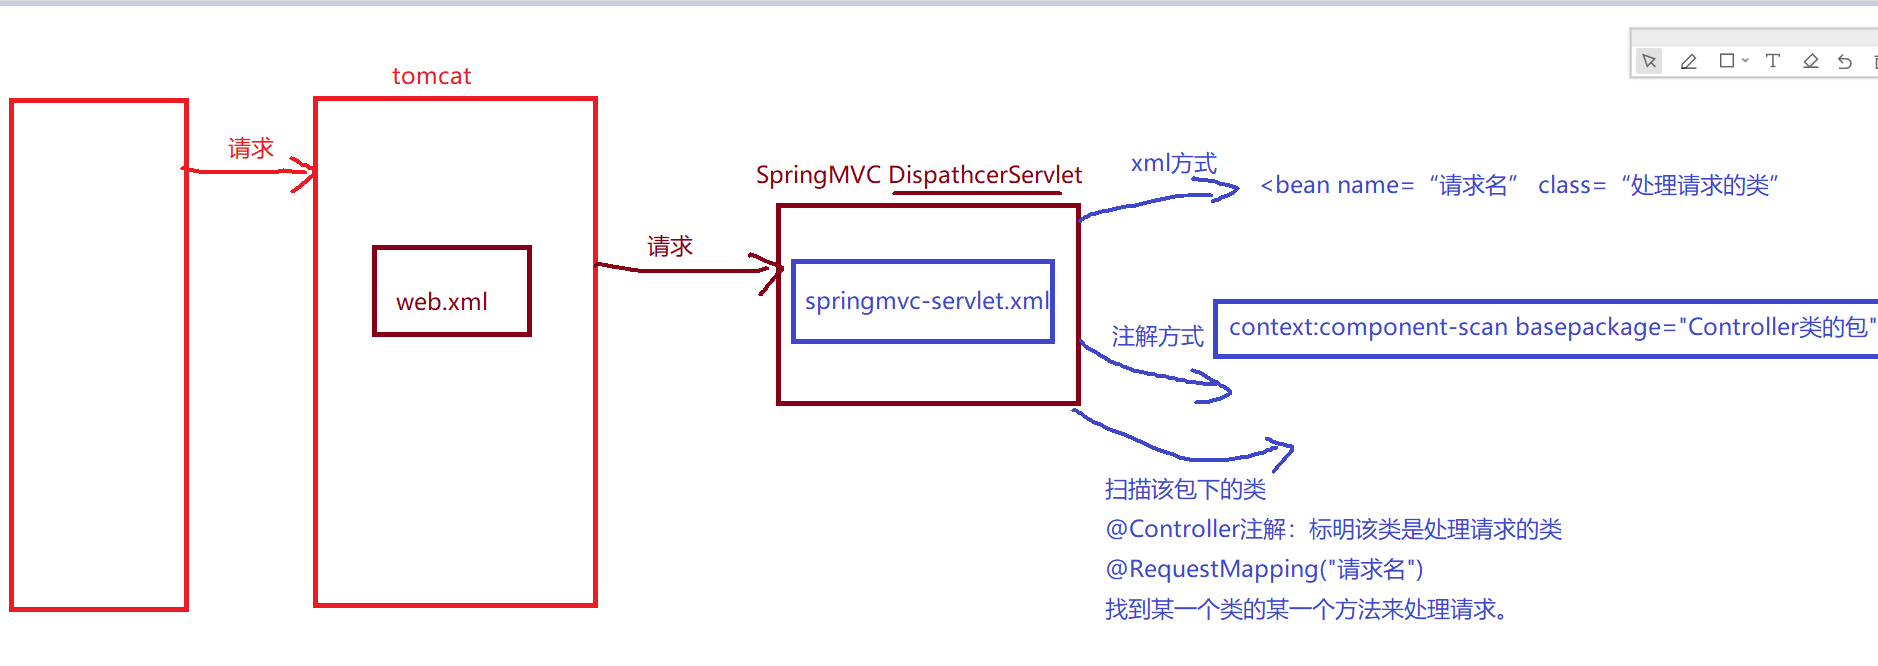 tomcat
请求
SpringMVC DispathcerServlet
xml方式
<bean name=“请求名” class=“处理请求的类”
请求
web.xml
springmvc-servlet.xml
注解方式
context:component-scan basepackage="Controller类的包"
扫描该包下的类
@Controller注解：标明该类是处理请求的类
@RequestMapping("请求名")
找到某一个类的某一个方法来处理请求。